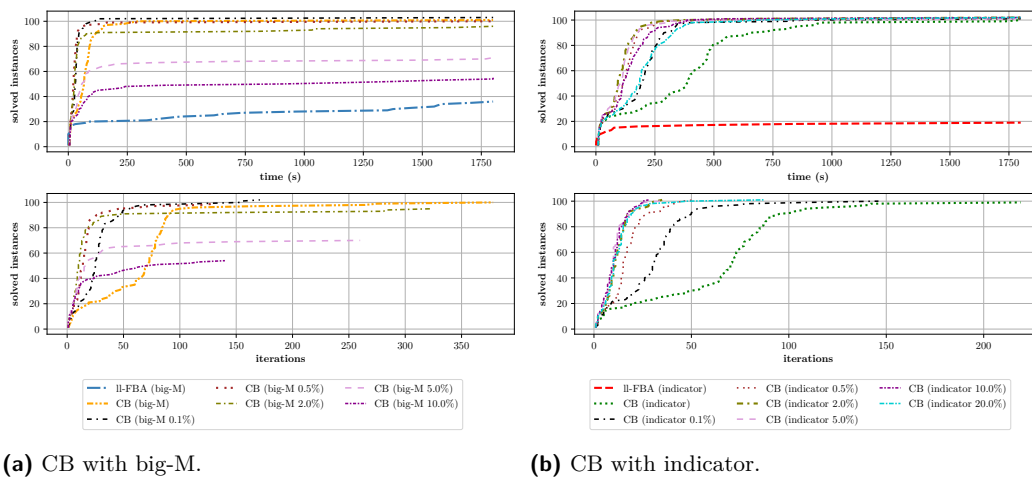 solved instances
100
80
60
40
20
0
0 250 500 750 1000 1250 1500 1750
time (s)
solved instances
100
80
60
40
20
0
0 50 100 150 200 250 300 350
iterations
ll-FBA (big-M) CB (big-M 0.5%) CB (big-M 5.0%)
CB (big-M) CB (big-M 2.0%) CB (big-M 10.0%)
CB (big-M 0.1%)
(a) CB with big-M.
solved instances
100
80
60
40
20
0
0 250 500 750 1000 1250 1500 1750
time (s)
solved instances
100
80
60
40
20
0
0 50 100 150 200
iterations
ll-FBA (indicator) CB (indicator 0.5%) CB (indicator 10.0%)
CB (indicator) CB (indicator 2.0%) CB (indicator 20.0%)
CB (indicator 0.1%) CB (indicator 5.0%)
(b) CB with indicator.